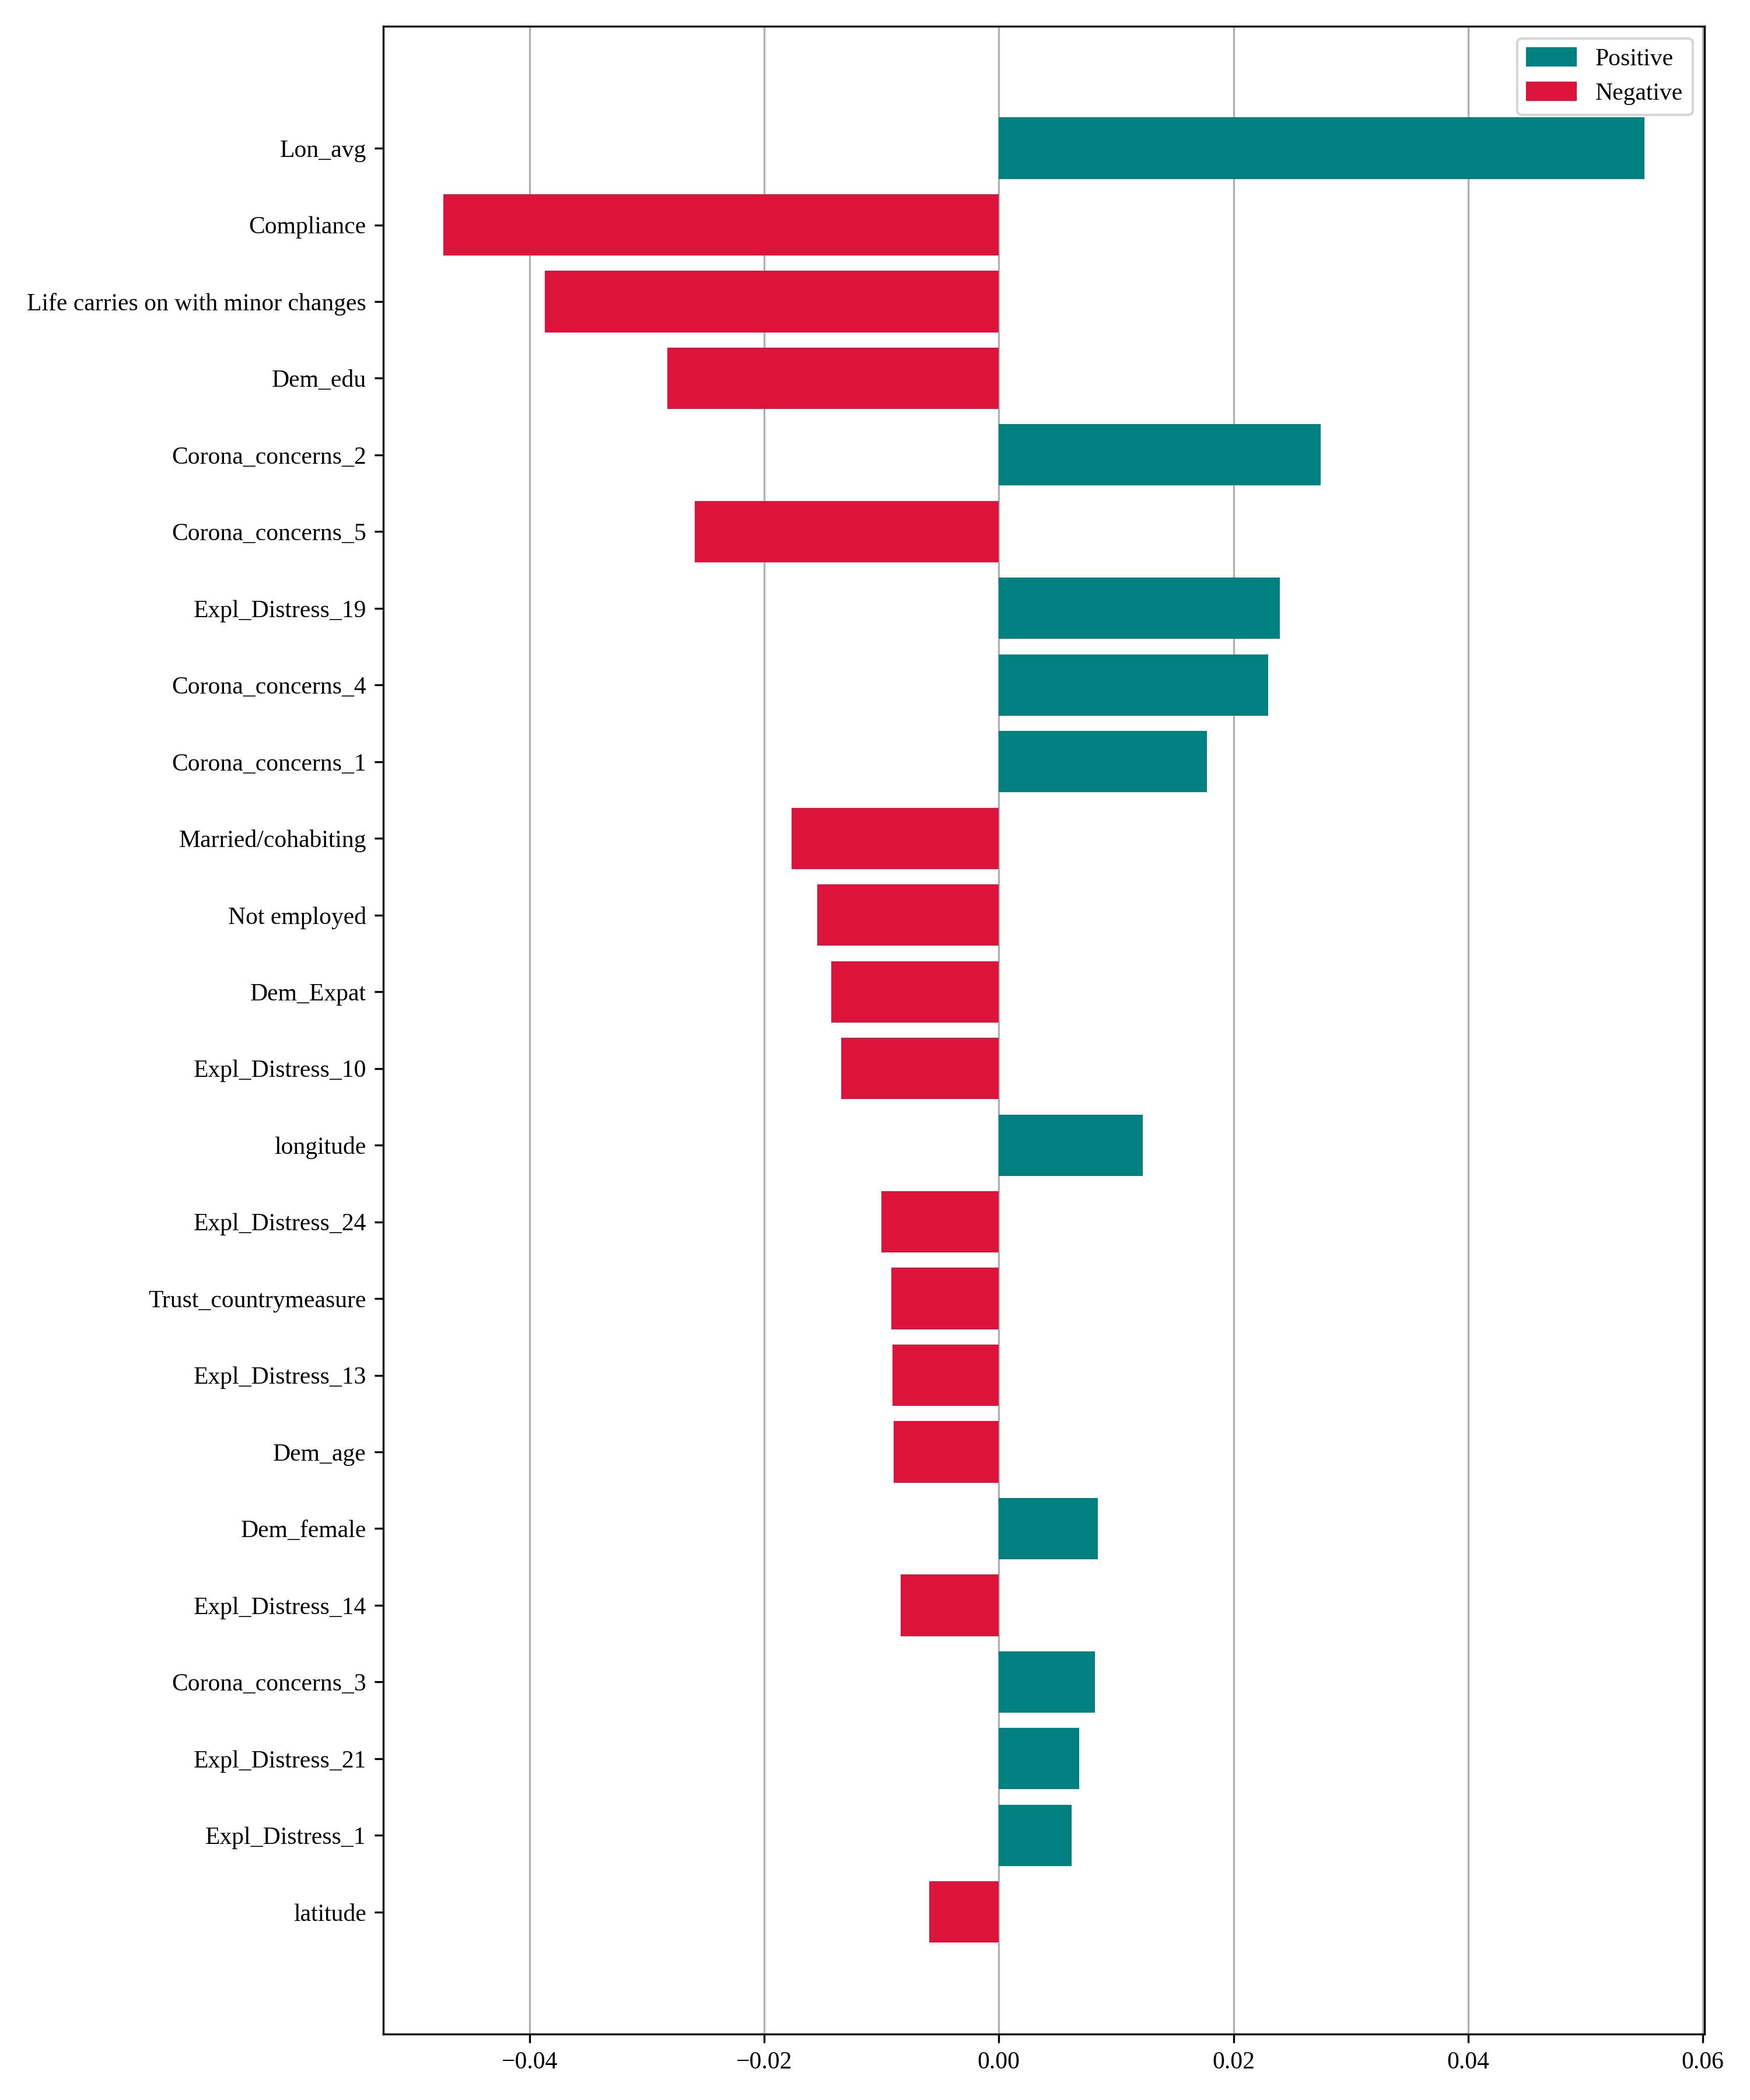 Positive
Negative
Lon_avg
Compliance
Life carries on with minor changes
Dem_edu
Corona_concerns_2
Corona_concerns_5
Expl_Distress_19
Corona_concerns_4
Corona_concerns_1
Married/cohabiting
Not employed
Dem_Expat
Expl_Distress_10
longitude
Expl_Distress_24
Trust_countrymeasure
Expl_Distress_13
Dem_age
Dem_female
Expl_Distress_14
Corona_concerns_3
Expl_Distress_21
Expl_Distress_1
latitude
−0.04 −0.02 0.00 0.02 0.04 0.06